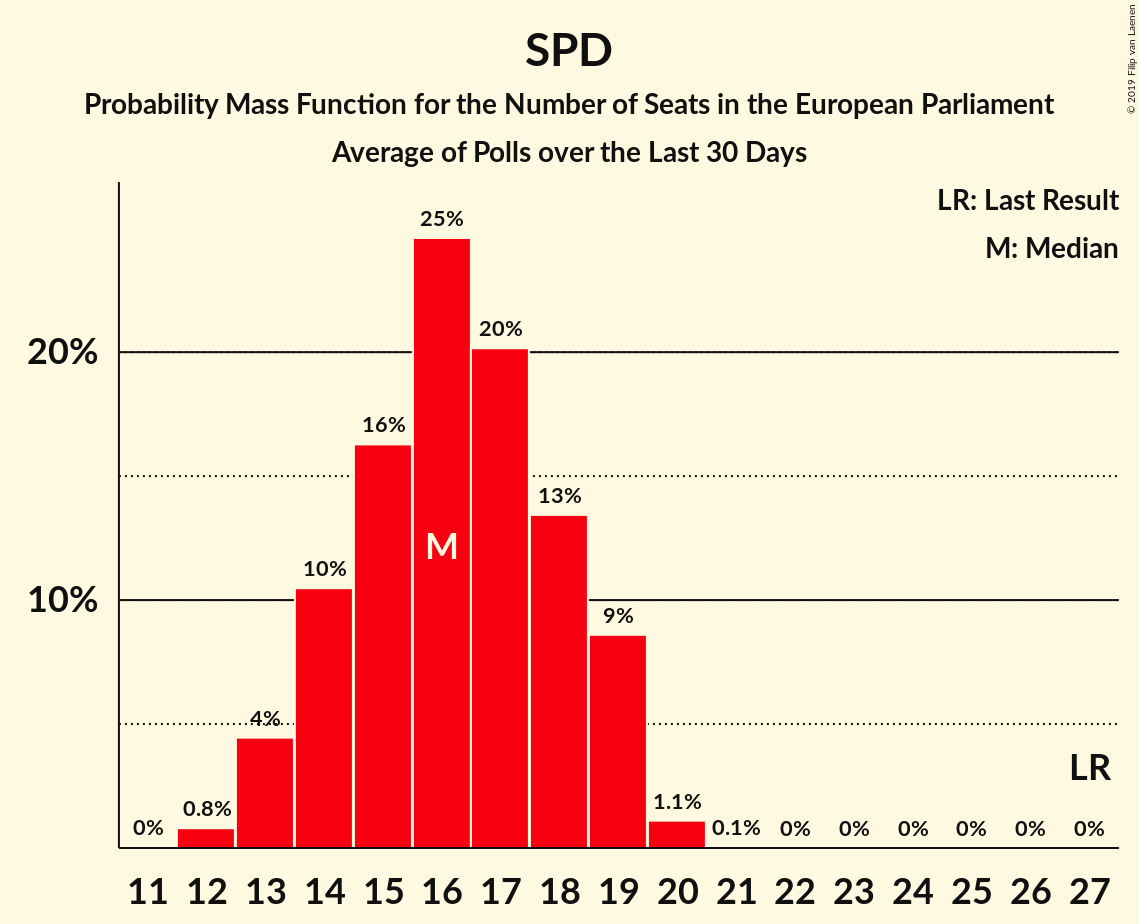 SPD
Probability Mass Function for the Number of Seats in the European Parliament
Average of Polls over the Last 30 Days
© 2019 Filip van Laenen
LR: Last Result
M: Median
25%
20%
20%
16%
13%
M
10%
10%
9%
4%
LR
0% 0.8% 1.1% 0.1% 0% 0% 0% 0% 0% 0%
11 12 13 14 15 16 17 18 19 20 21 22 23 24 25 26 27